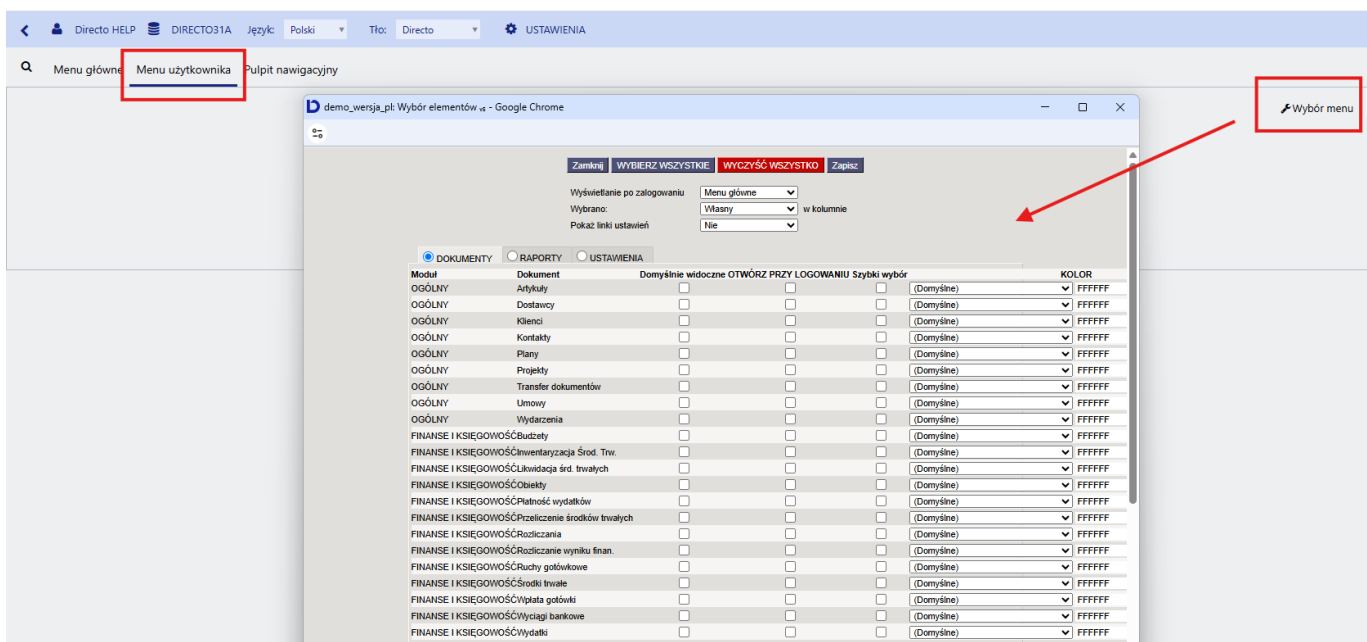 Directo HELP DIRECTO31A Język: Polski Tło: Directo USTAWIENIA
Menu główne Menu użytkownika Pulpit nawigacyjny
Wybór menu
demo_wersja_pl: Wybór elementów v6 - Google Chrome
Zamknij WYBIERZ WSZYSTKIE WYCZYŚĆ WSZYSTKO Zapisz
Wyświetlanie po zalogowaniu Menu główne
Wybrano: Własny w kolumnie
Pokaż linki ustawień Nie
DOKUMENTY RAPORTY USTAWIENIA
Moduł Dokument Domyślnie widoczne OTWÓRZ PRZY LOGOWANIU Szybki wybór KOLOR
OGÓLNY Artykuły (Domyślne) FFFFFF
OGÓLNY Dostawcy (Domyślne) FFFFFF
OGÓLNY Klienci (Domyślne) FFFFFF
OGÓLNY Kontakty (Domyślne) FFFFFF
OGÓLNY Plany (Domyślne) FFFFFF
OGÓLNY Projekty (Domyślne) FFFFFF
OGÓLNY Transfer dokumentów (Domyślne) FFFFFF
OGÓLNY Umowy (Domyślne) FFFFFF
OGÓLNY Wydarzenia (Domyślne) FFFFFF
FINANSE I KSIĘGOWOŚĆ Budżety (Domyślne) FFFFFF
FINANSE I KSIĘGOWOŚĆ Inwentaryzacja Środ. Trw. (Domyślne) FFFFFF
FINANSE I KSIĘGOWOŚĆ Likwidacja śrd. trwałych (Domyślne) FFFFFF
FINANSE I KSIĘGOWOŚĆ Obiekty (Domyślne) FFFFFF
FINANSE I KSIĘGOWOŚĆ Płatność wydatków (Domyślne) FFFFFF
FINANSE I KSIĘGOWOŚĆ Przeliczenie środków trwałych (Domyślne) FFFFFF
FINANSE I KSIĘGOWOŚĆ Rozliczania (Domyślne) FFFFFF
FINANSE I KSIĘGOWOŚĆ Rozliczanie wyniku finan. (Domyślne) FFFFFF
FINANSE I KSIĘGOWOŚĆ Ruchy gotówkowe (Domyślne) FFFFFF
FINANSE I KSIĘGOWOŚĆ Środki trwałe (Domyślne) FFFFFF
FINANSE I KSIĘGOWOŚĆ Wpłata gotówki (Domyślne) FFFFFF
FINANSE I KSIĘGOWOŚĆ Wyciągi bankowe (Domyślne) FFFFFF
FINANSE I KSIĘGOWOŚĆ Wydatki (Domyślne) FFFFFF